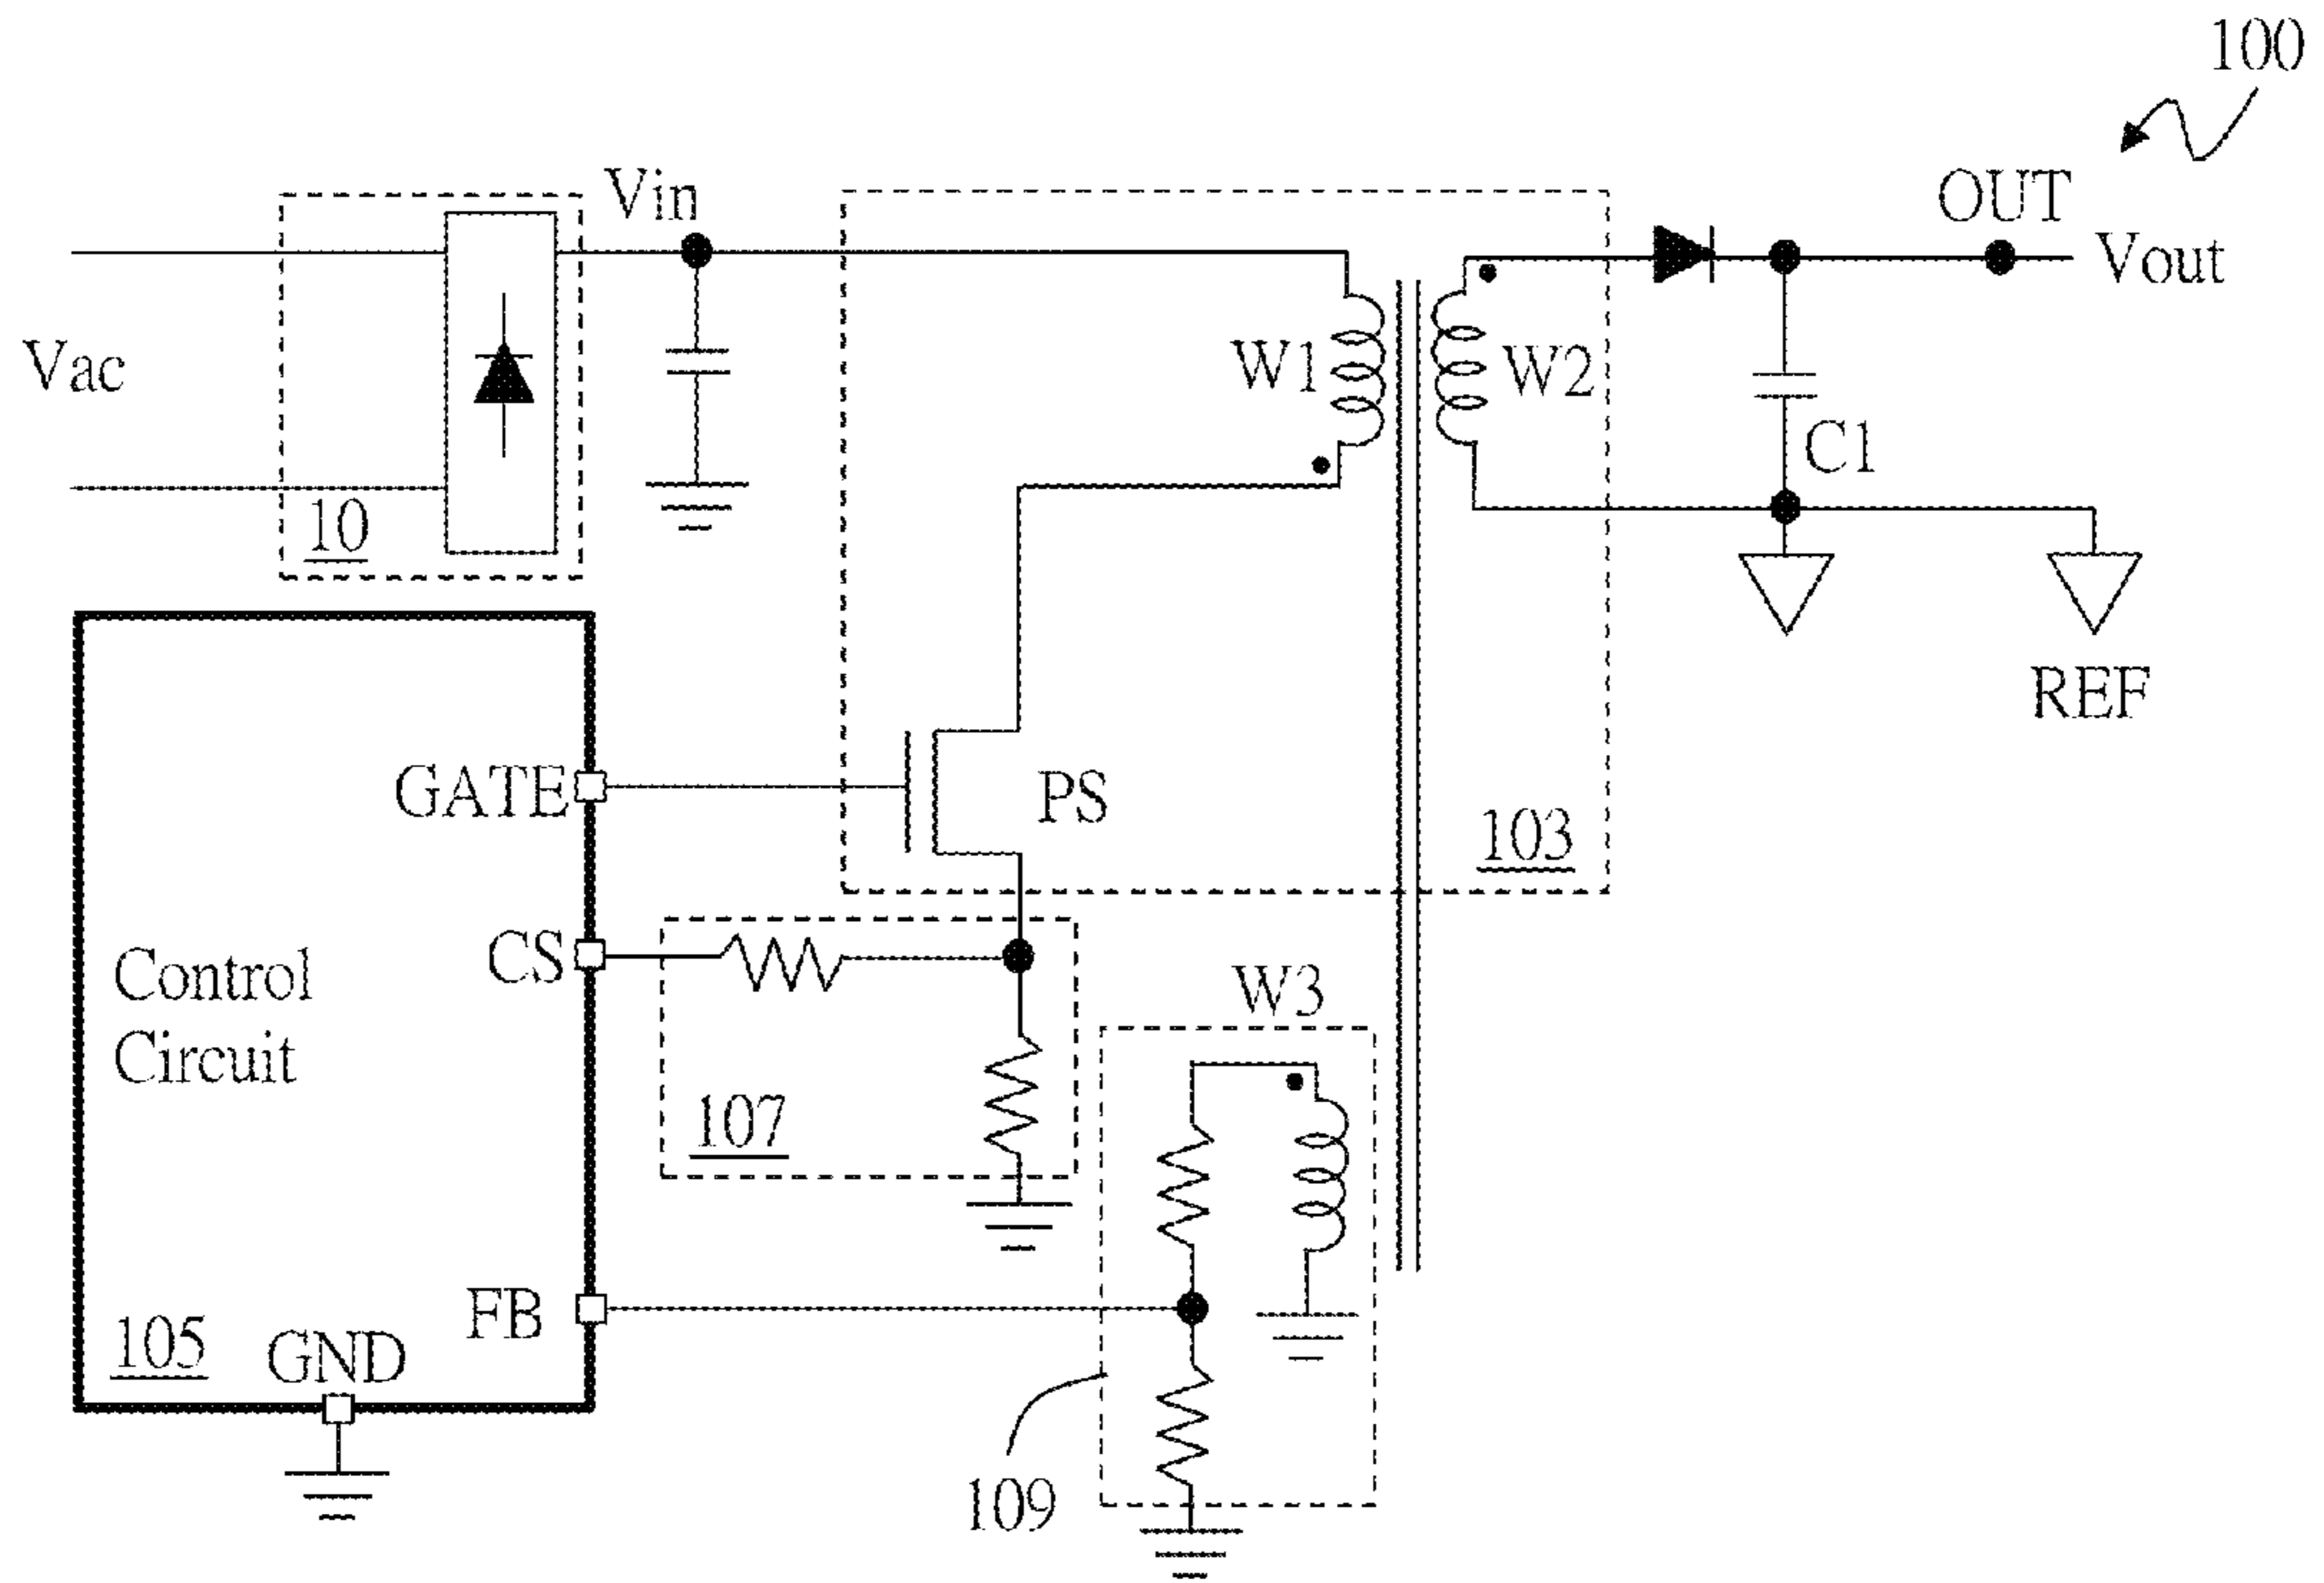 100
Vin
OUT
Vout
Vac
W1
W2
C1
10
REF
GATE
PS
103
CS
Control
Circuit
W3
107
FB
105
GND
109